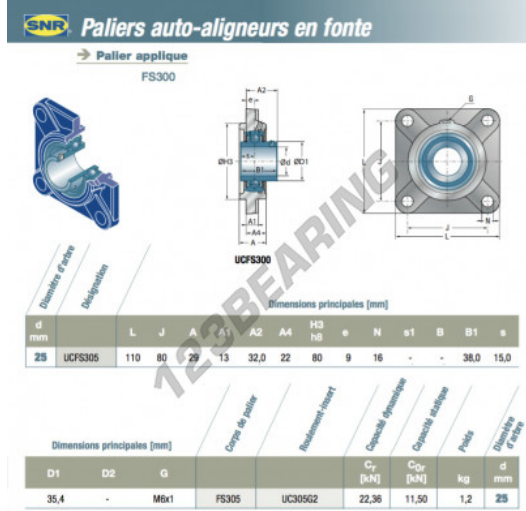 SNR Paliers auto-aligneurs en fonte
Palier applique
FS300
A2
e
G
ØH3
s
B1
Ød
ØD1
L
J
A1
A4
A
N
J
L
UCFS300
123BEARING
Diamètre d'arbre
Désignation
Dimensions principales [mm]
d mm L J A A1 A2 A4 H3 h8 e N s1 B B1 s
25 UCFS305 110 80 29 13 32,0 22 80 9 16 - - 38,0 15,0
Dimensions principales [mm]
Corps de palier
Roulement-insert
Capacité dynamique
Capacité statique
Poids
Diamètre d'arbre
D1 D2 G Cr [kN] C0r [kN] kg d mm
35,4 - M6x1 FS305 UC305G2 22,36 11,50 1,2 25